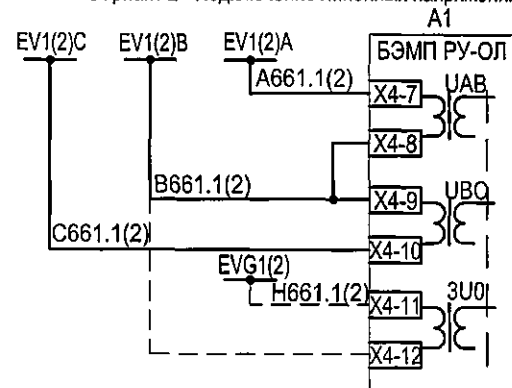 A1
EV1(2)C EV1(2)B EV1(2)A
БЭМП РУ-ОЛ
A661.1(2)
X4-7
UAB
X4-8
B661.1(2)
X4-9
UBC
C661.1(2)
X4-10
EVG1(2)
H661.1(2)
X4-11
3U0
X4-12